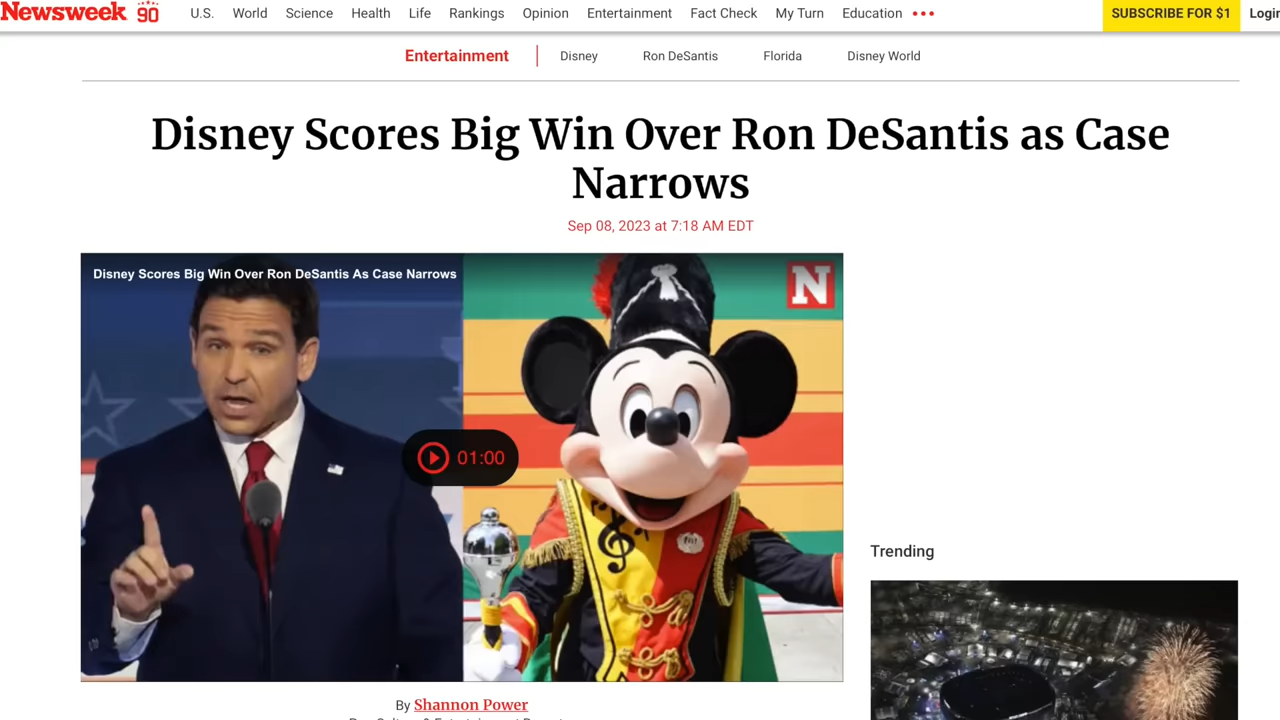 Newsweek 90 U.S. World Science Health Life Rankings Opinion Entertainment Fact Check My Turn Education ••• SUBSCRIBE FOR $1 Login
Entertainment | Disney Ron DeSantis Florida Disney World
Disney Scores Big Win Over Ron DeSantis as Case
Narrows
Sep 08, 2023 at 7:18 AM EDT
Disney Scores Big Win Over Ron DeSantis As Case Narrows
N
01:00
Trending
By Shannon Power